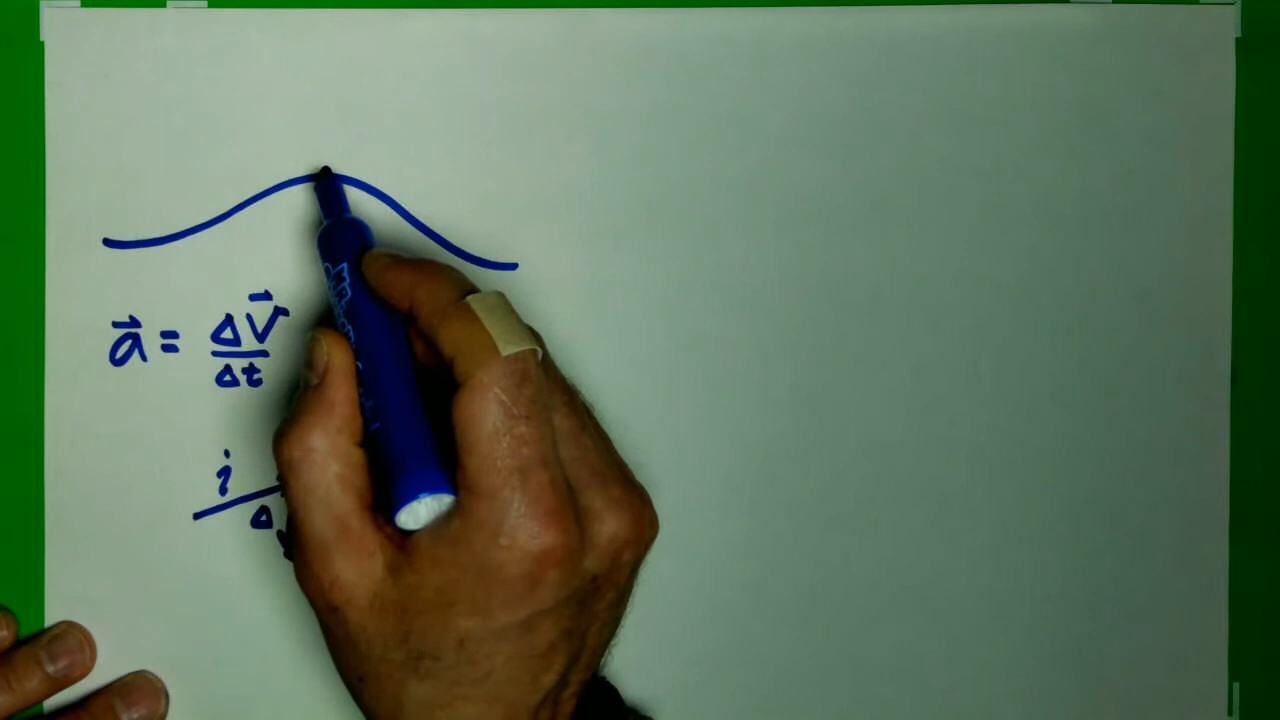 a⃗ = Δv⃗ / Δt
i
Δ